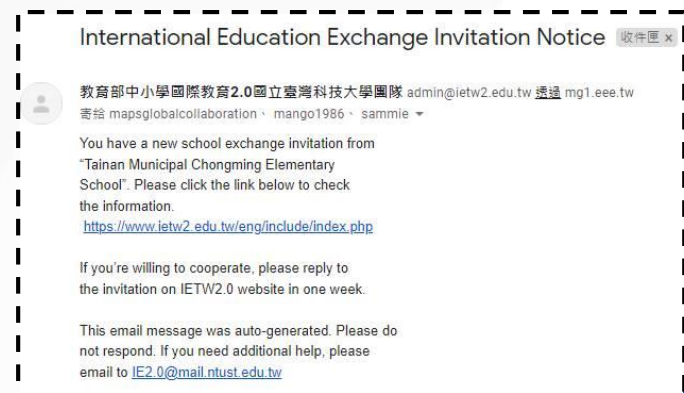 International Education Exchange Invitation Notice 收件匣 ×
教育部中小學國際教育2.0國立臺灣科技大學團隊 admin@ietw2.edu.tw 透過 mg1.eee.tw
寄給 mapsglobalcollaboration、 mango1986、 sammie
You have a new school exchange invitation from
“Tainan Municipal Chongming Elementary
School”. Please click the link below to check
the information.
https://www.ietw2.edu.tw/eng/include/index.php
If you're willing to cooperate, please reply to
the invitation on IETW2.0 website in one week.
This email message was auto-generated. Please do
not respond. If you need additional help, please
email to IE2.0@mail.ntust.edu.tw